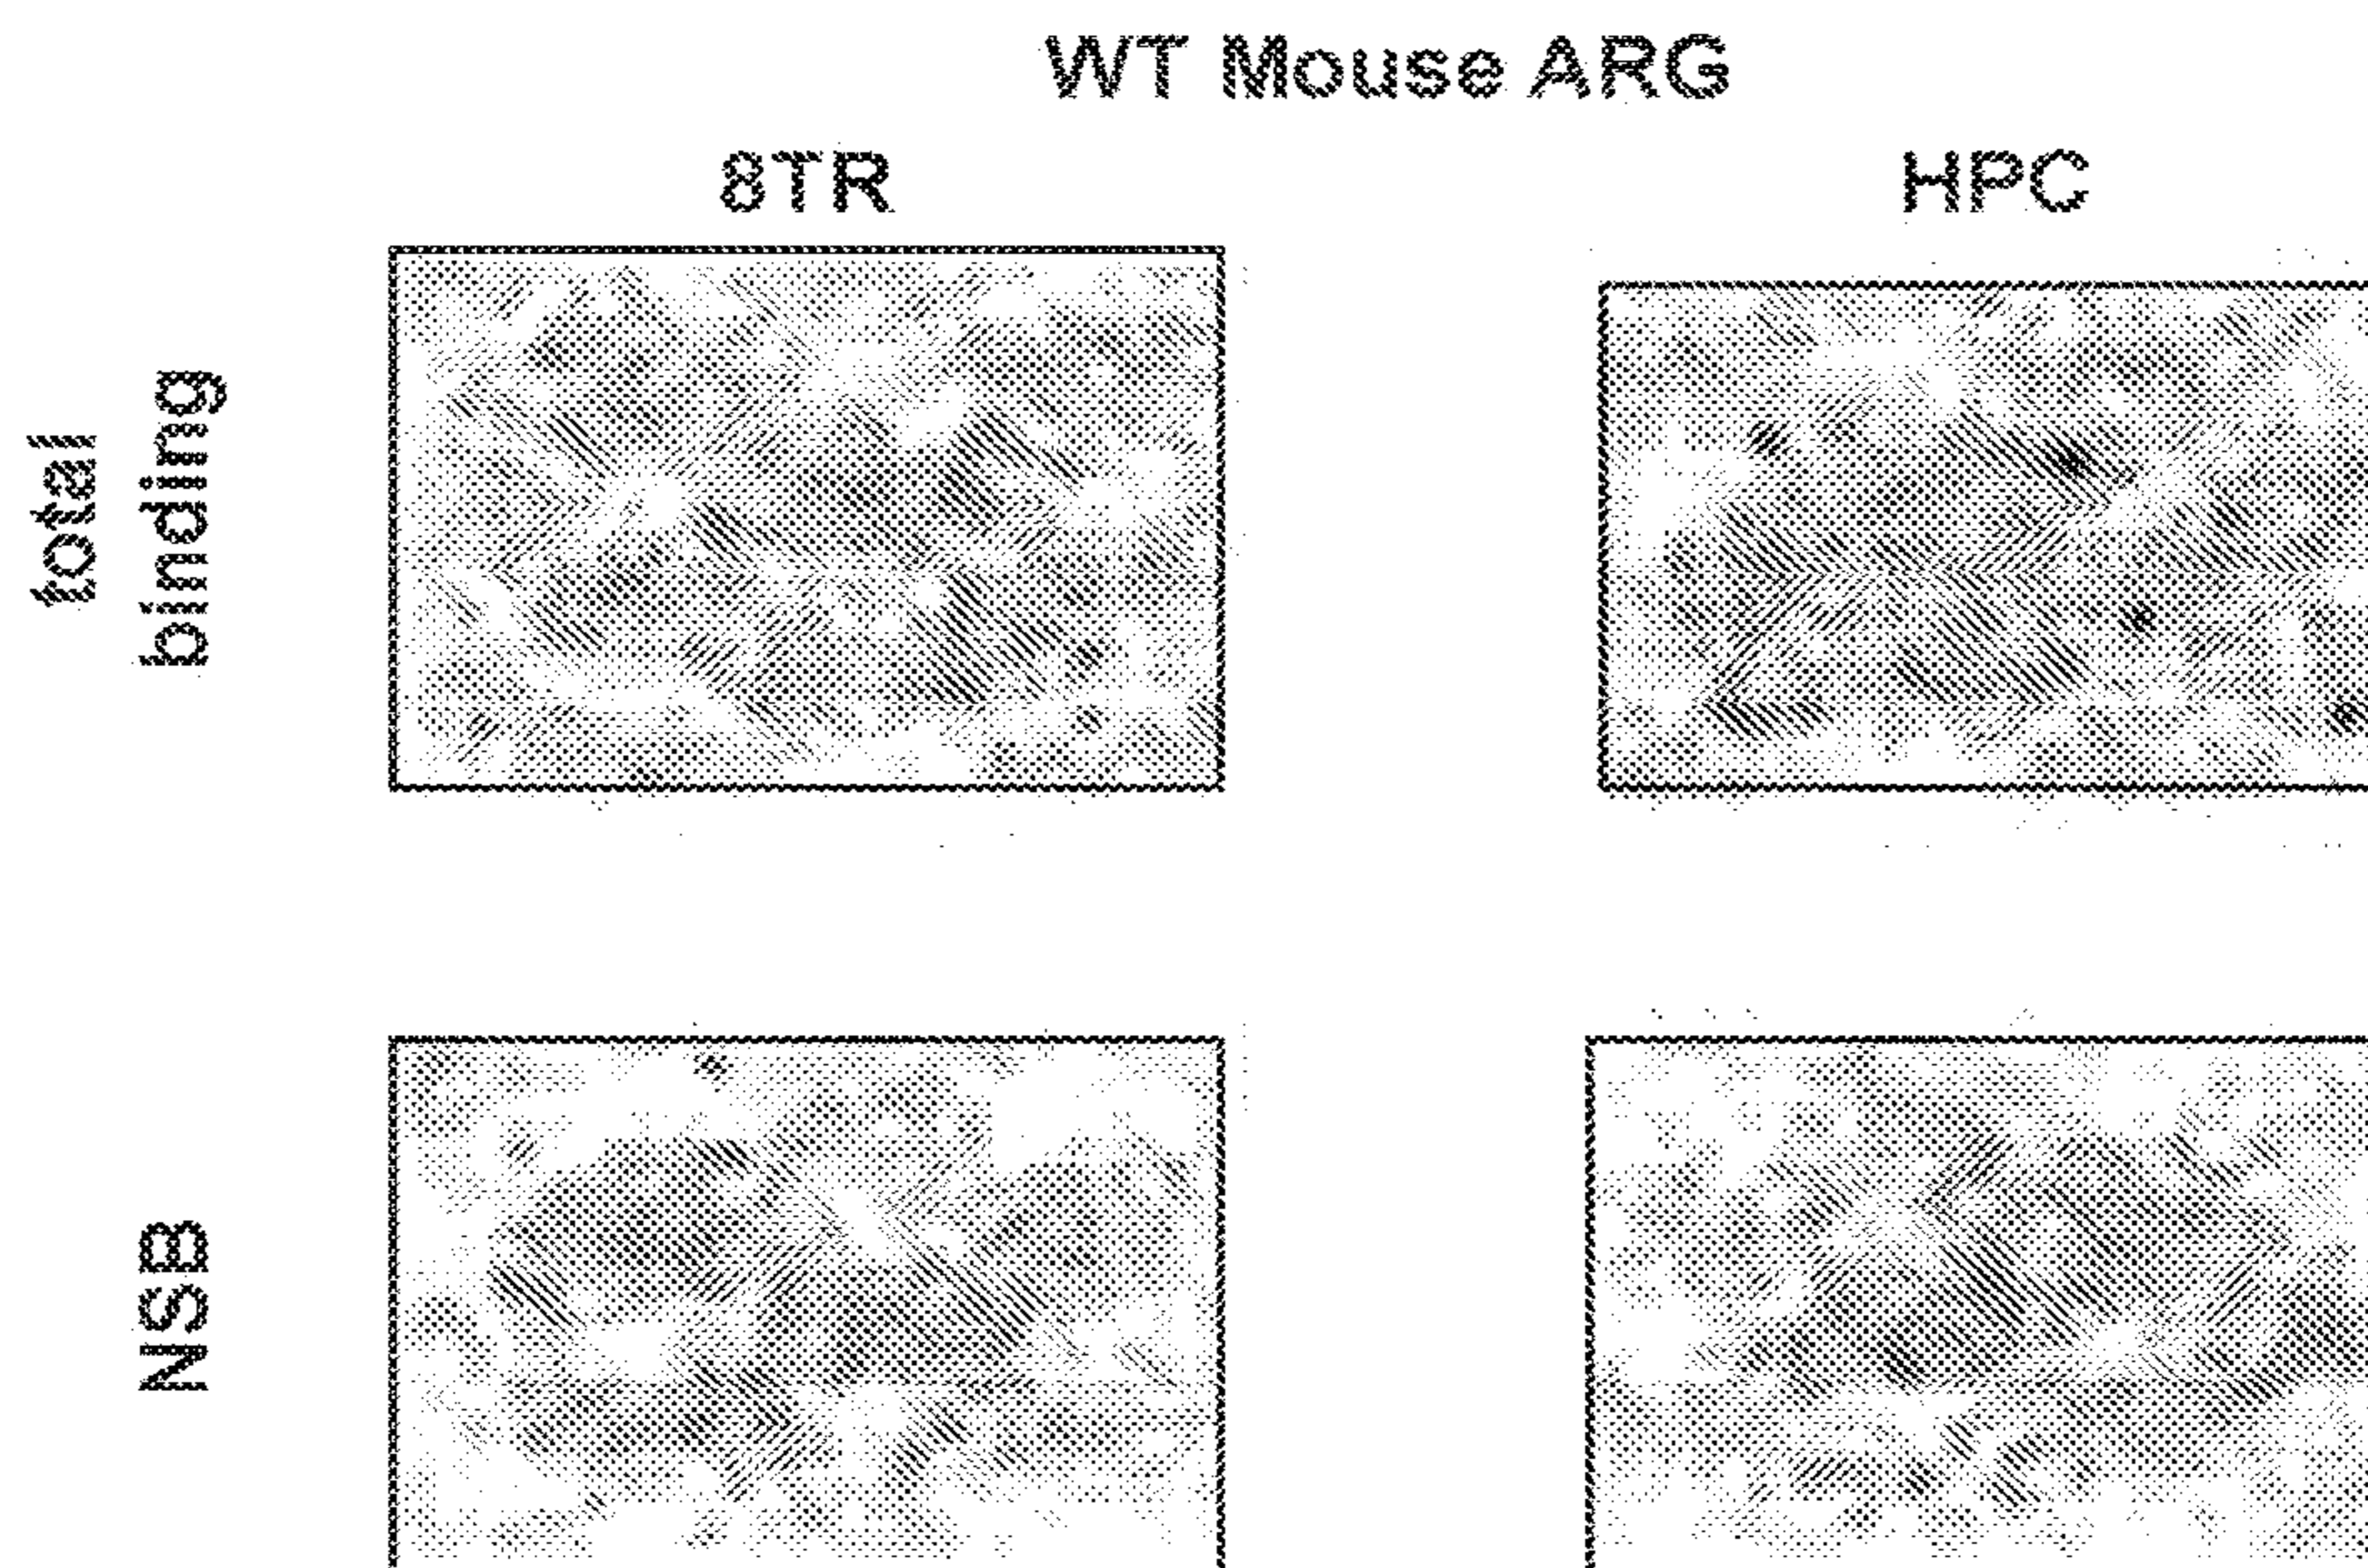 WT Mouse ARG
8TR HPC
total
binding
NSB